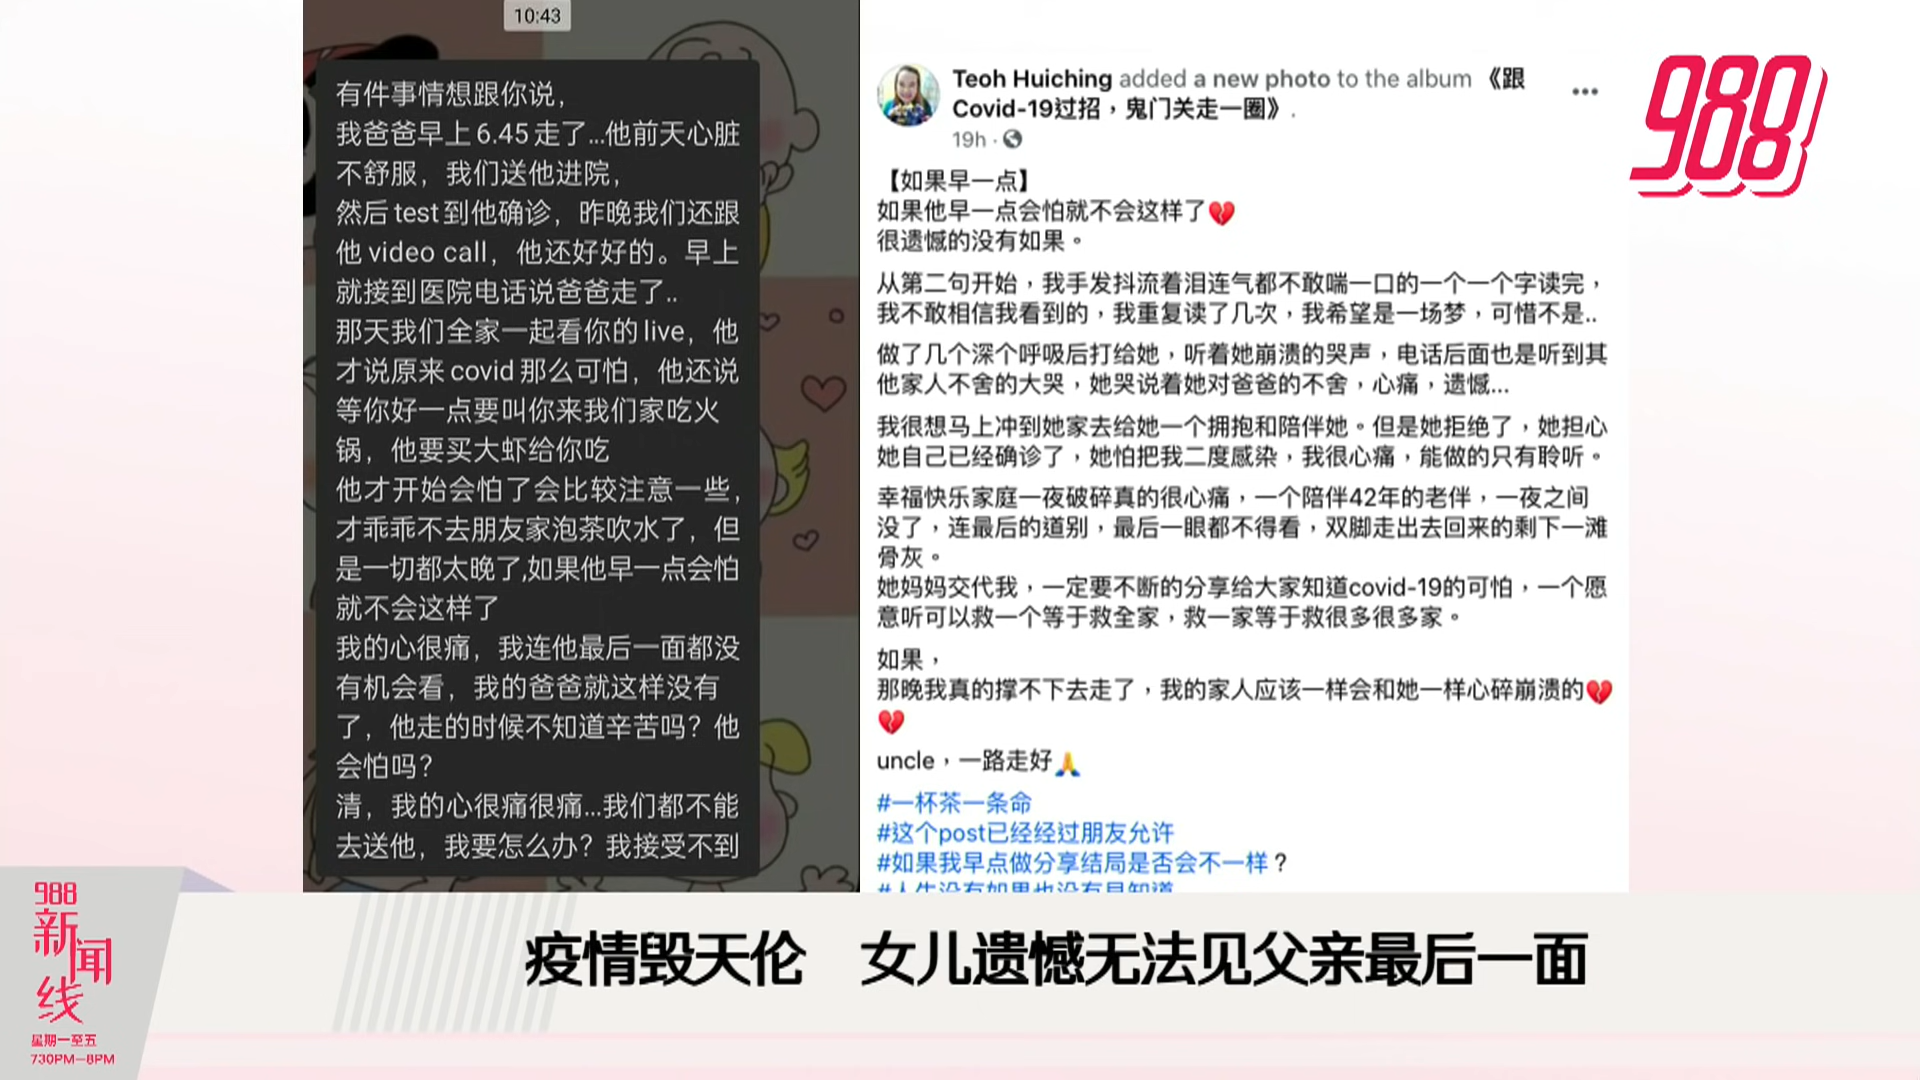 10:43
有件事情想跟你说，
我爸爸早上6.45走了...他前天心脏
不舒服，我们送他进院，
然后test到他确诊，昨晚我们还跟
他video call，他还好好的。早上
就接到医院电话说爸爸走了..
那天我们全家一起看你的live，他
才说原来covid那么可怕，他还说
等你好一点要叫你来我们家吃火
锅，他要买大虾给你吃
他才开始会怕了会比较注意一些，
才乖乖不去朋友家泡茶吹水了，但
是一切都太晚了,如果他早一点会怕
就不会这样了
我的心很痛，我连他最后一面都没
有机会看，我的爸爸就这样没有
了，他走的时候不知道辛苦吗？他
会怕吗？
清，我的心很痛很痛...我们都不能
去送他，我要怎么办？我接受不到
Teoh Huiching added a new photo to the album 《跟
Covid-19过招，鬼门关走一圈》.
19h ·
【如果早一点】
如果他早一点会怕就不会这样了💔
很遗憾的没有如果。
从第二句开始，我手发抖流着泪连气都不敢喘一口的一个一个字读完，
我不敢相信我看到的，我重复读了几次，我希望是一场梦，可惜不是..
做了几个深个呼吸后打给她，听着她崩溃的哭声，电话后面也是听到其
他家人不舍的大哭，她哭说着她对爸爸的不舍，心痛，遗憾...
我很想马上冲到她家去给她一个拥抱和陪伴她。但是她拒绝了，她担心
她自己已经确诊了，她怕把我二度感染，我很心痛，能做的只有聆听。
幸福快乐家庭一夜破碎真的很心痛，一个陪伴42年的老伴，一夜之间
没了，连最后的道别，最后一眼都不得看，双脚走出去回来的剩下一滩
骨灰。
她妈妈交代我，一定要不断的分享给大家知道covid-19的可怕，一个愿
意听可以救一个等于救全家，救一家等于救很多很多家。
如果，
那晚我真的撑不下去走了，我的家人应该一样会和她一样心碎崩溃的💔
💔
uncle，一路走好🙏
#一杯茶一条命
#这个post已经经过朋友允许
#如果我早点做分享结局是否会不一样？
#人生没有如果也没有早知道
988
988
新闻线
星期一至五
730PM—8PM
疫情毁天伦 女儿遗憾无法见父亲最后一面